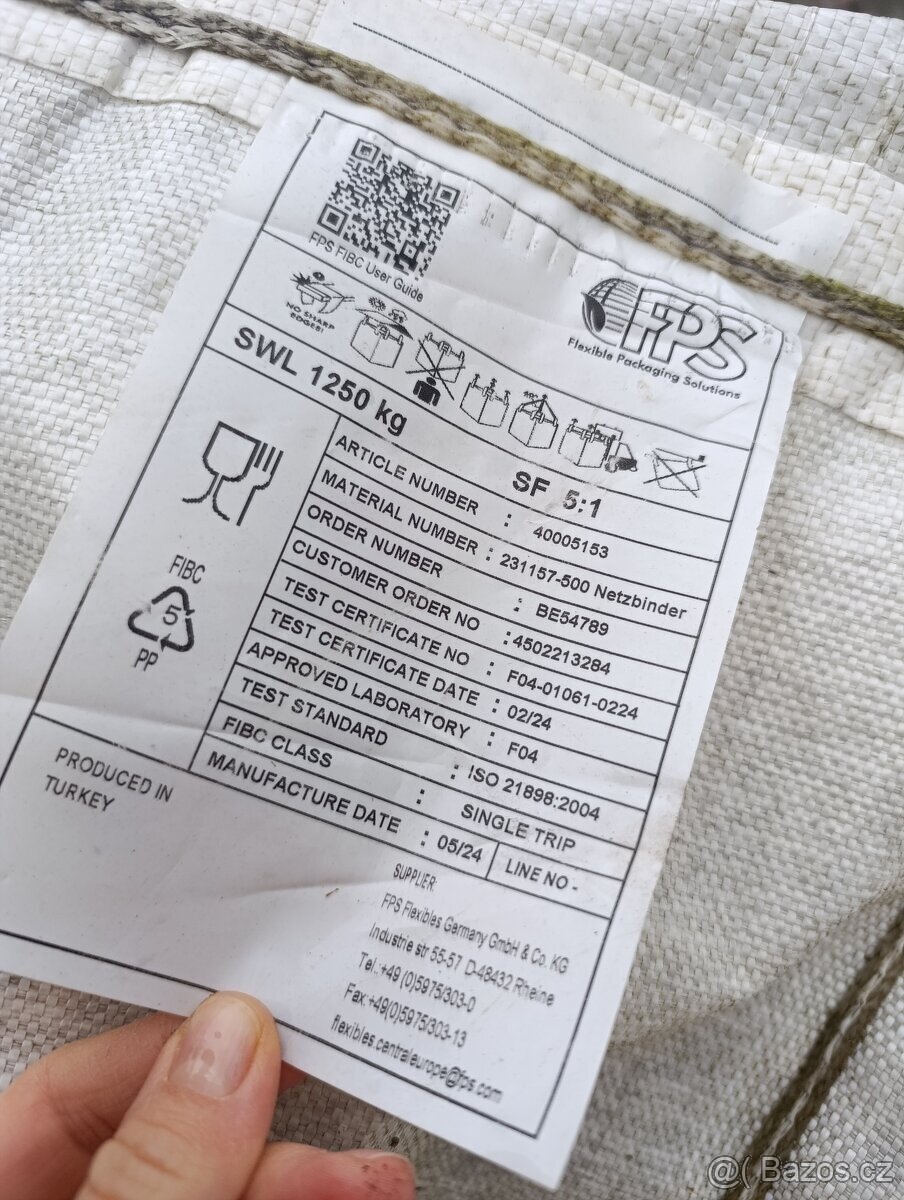 FPS FIBC User Guide
FPS
Flexible Packaging Solutions
NO SHARP
EDGES!
SWL 1250 kg
SF 5:1
ARTICLE NUMBER : 40005153
MATERIAL NUMBER : 231157-500 Netzbinder
ORDER NUMBER : BE54789
CUSTOMER ORDER NO :4502213284
TEST CERTIFICATE NO : F04-01061-0224
TEST CERTIFICATE DATE : 02/24
APPROVED LABORATORY : F04
TEST STANDARD : ISO 21898:2004
FIBC CLASS : SINGLE TRIP
MANUFACTURE DATE : 05/24 LINE NO -
FIBC
5
PP
PRODUCED IN
TURKEY
SUPPLIER:
FPS Flexibles Germany GmbH & Co. KG
Industrie str 55-57 D-48432 Rheine
Tel.:+49 (0)5975/303-0
Fax:+49(0)5975/303-13
flexibles.centraleurope@fps.com
@( Bazos.cz